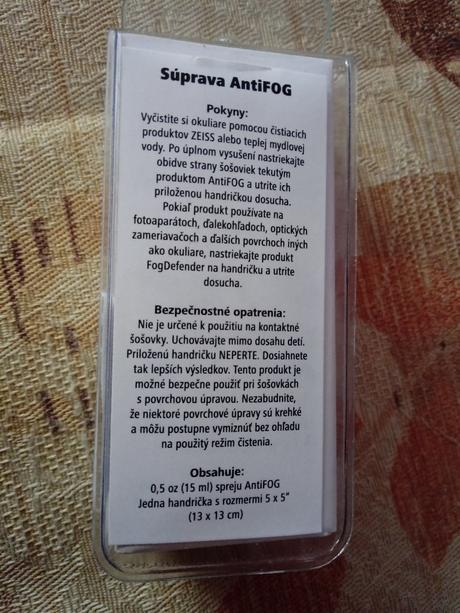 Súprava AntiFOG
Pokyny:
Vyčistite si okuliare pomocou čistiacich
produktov ZEISS alebo teplej mydlovej
vody. Po úplnom vysušení nastriekajte
obidve strany šošoviek tekutým
produktom AntiFOG a utrite ich
priloženou handričkou dosucha.
Pokiaľ produkt používate na
fotoaparátoch, ďalekohľadoch, optických
zameriavačoch a ďalších povrchoch iných
ako okuliare, nastriekajte produkt
FogDefender na handričku a utrite
dosucha.
Bezpečnostné opatrenia:
Nie je určené k použitiu na kontaktné
šošovky. Uchovávajte mimo dosahu detí.
Priloženú handričku NEPERTE. Dosiahnete
tak lepších výsledkov. Tento produkt je
možné bezpečne použiť pri šošovkách
s povrchovou úpravou. Nezabudnite,
že niektoré povrchové úpravy sú krehké
a môžu postupne vymiznúť bez ohľadu
na použitý režim čistenia.
Obsahuje:
0,5 oz (15 ml) spreju AntiFOG
Jedna handrička s rozmermi 5 x 5"
(13 x 13 cm)